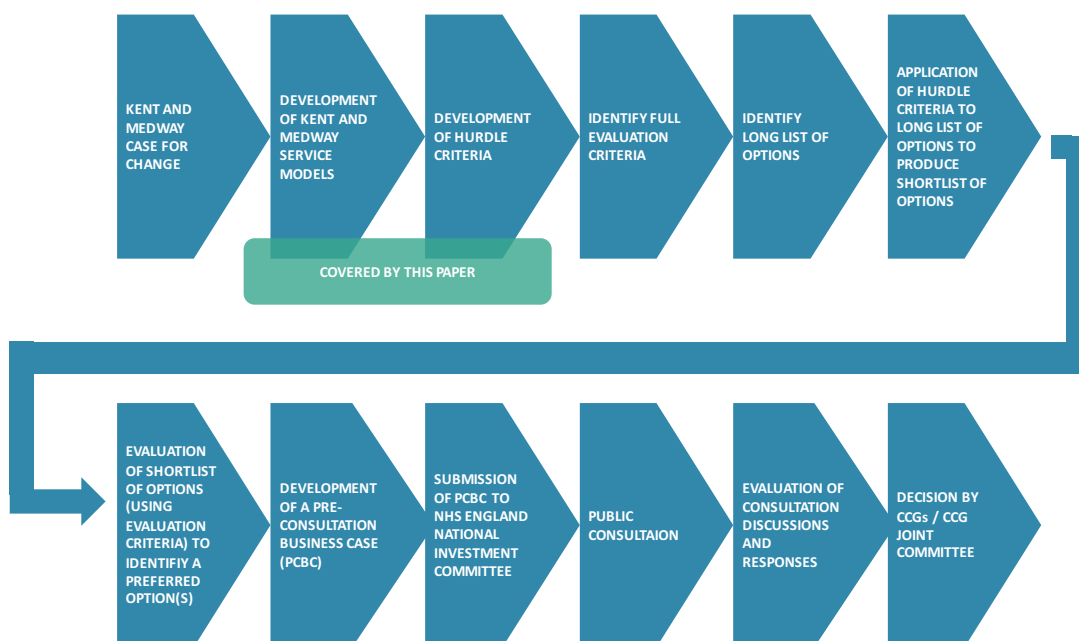 KENT AND
MEDWAY
CASE FOR
CHANGE
DEVELOPMENT
OF KENT AND
MEDWAY
SERVICE
MODELS
DEVELOPMENT
OF HURDLE
CRITERIA
IDENTIFY FULL
EVALUATION
CRITERIA
IDENTIFY
LONG LIST OF
OPTIONS
APPLICATION
OF HURDLE
CRITERIA TO
LONG LIST OF
OPTIONS TO
PRODUCE
SHORTLIST OF
OPTIONS
COVERED BY THIS PAPER
EVALUATION
OF SHORTLIST
OF OPTIONS
(USING
EVALUATION
CRITERIA) TO
IDENTIFIY A
PREFERRED
OPTION(S)
DEVELOPMENT
OF A PRE-
CONSULTATION
BUSINESS CASE
(PCBC)
SUBMISSION
OF PCBC TO
NHS ENGLAND
NATIONAL
INVESTMENT
COMMITTEE
PUBLIC
CONSULTAION
EVALUATION OF
CONSULTATION
DISCUSSIONS
AND
RESPONSES
DECISION BY
CCGs / CCG
JOINT
COMMITTEE